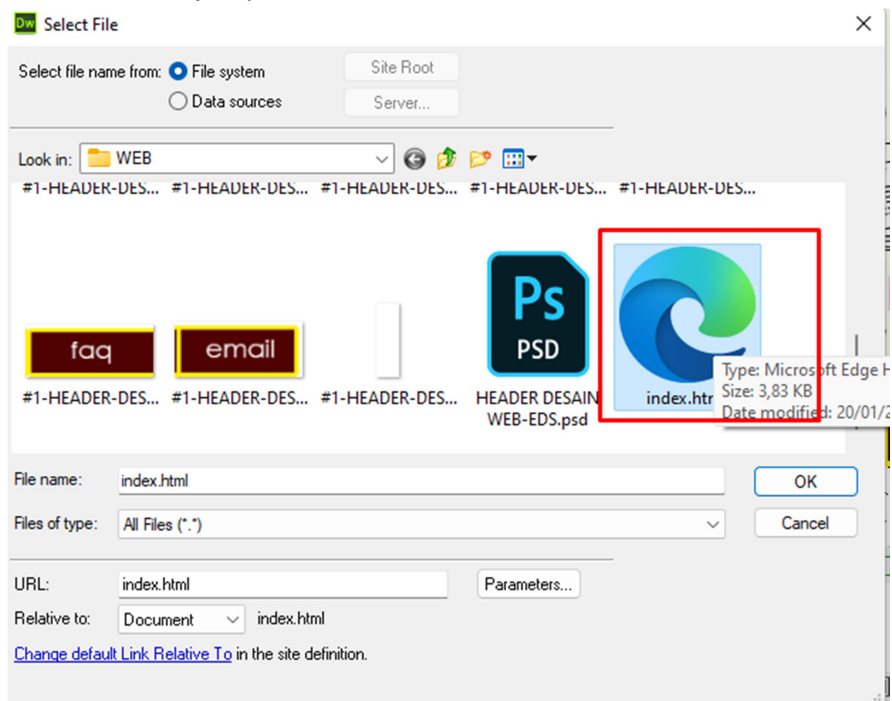 Dw Select File
Select file name from: File system Site Root
Data sources Server...
Look in: WEB
#1-HEADER-DES... #1-HEADER-DES... #1-HEADER-DES... #1-HEADER-DES... #1-HEADER-DES...
faq email Ps PSD
Type: Microsoft Edge H
Size: 3,83 KB
Date modified: 20/01/2
#1-HEADER-DES... #1-HEADER-DES... #1-HEADER-DES... HEADER DESAIN WEB-EDS.psd
File name: index.html OK
Files of type: All Files (*.*) Cancel
URL: index.html Parameters...
Relative to: Document index.html
Change default Link Relative To in the site definition.